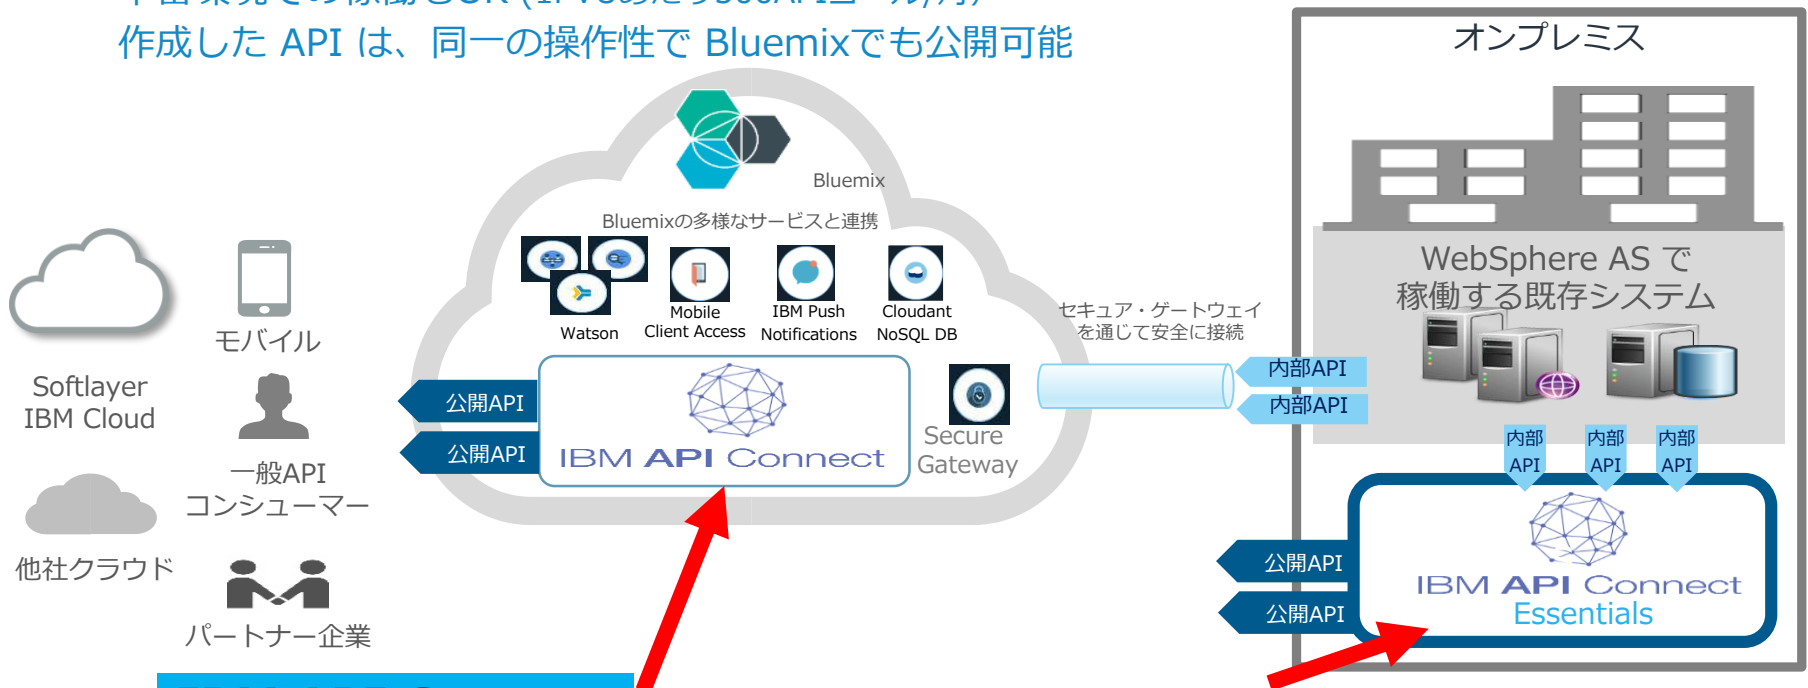 作成した API は、同一の操作性で Bluemixでも公開可能
オンプレミス
Bluemix
Bluemixの多様なサービスと連携
Watson
Mobile
Client Access
IBM Push
Notifications
Cloudant
NoSQL DB
セキュア・ゲートウェイ
を通じて安全に接続
WebSphere AS で
稼働する既存システム
モバイル
Softlayer
IBM Cloud
一般API
コンシューマー
他社クラウド
パートナー企業
公開API
公開API
IBM API Connect
Secure
Gateway
内部API
内部API
内部
API
内部
API
内部
API
公開API
公開API
IBM API Connect
Essentials